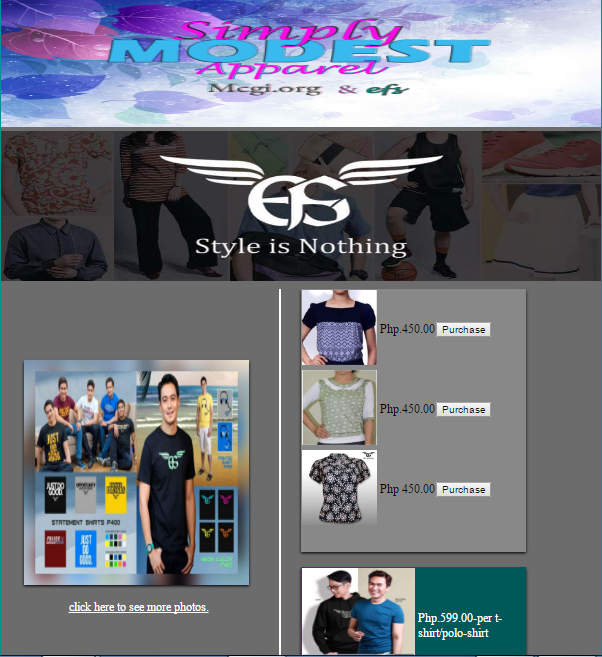 Simply
MODEST
Apparel
Mcgi.org & efs
EFS
Style is Nothing
Php.450.00 Purchase
Php.450.00 Purchase
Php 450.00 Purchase
JUST DO GOOD.
STATEMENT SHIRTS P400
JUST DO GOOD.
click here to see more photos.
Php.599.00-per t-
shirt/polo-shirt